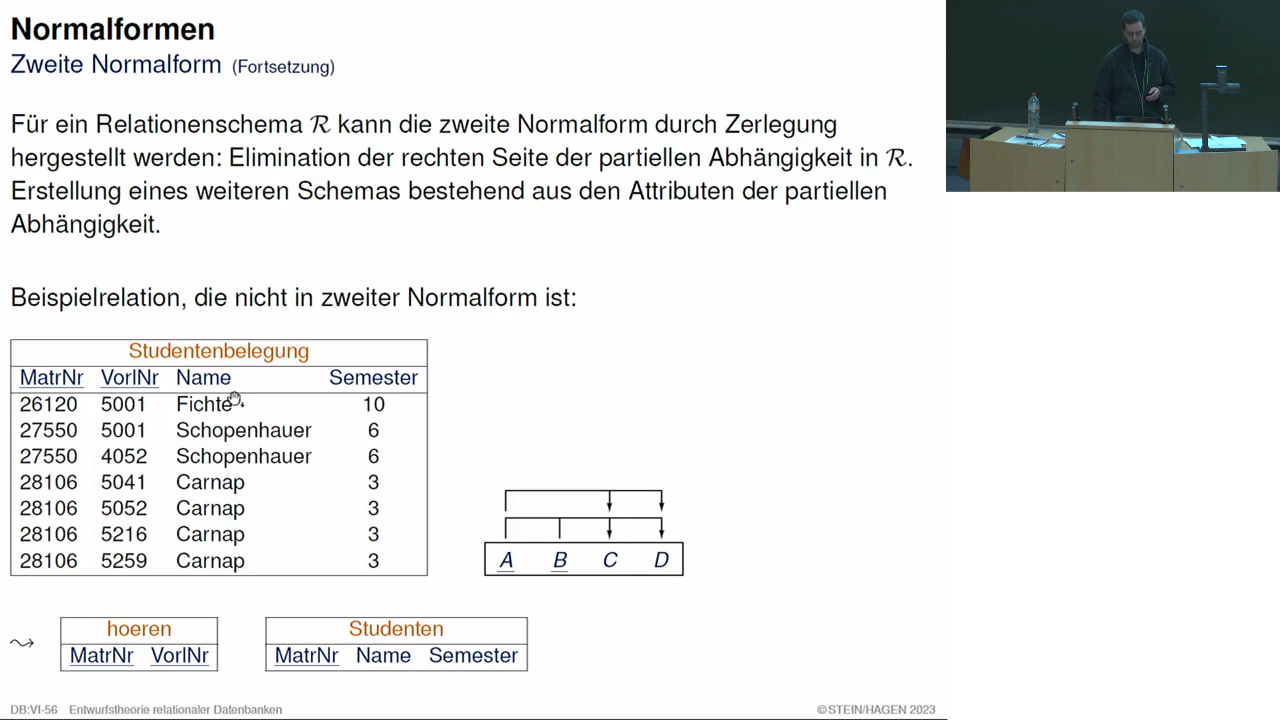 Normalformen
Zweite Normalform (Fortsetzung)
Für ein Relationenschema ℛ kann die zweite Normalform durch Zerlegung
hergestellt werden: Elimination der rechten Seite der partiellen Abhängigkeit in ℛ.
Erstellung eines weiteren Schemas bestehend aus den Attributen der partiellen
Abhängigkeit.
Beispielrelation, die nicht in zweiter Normalform ist:
Studentenbelegung
MatrNr VorlNr Name Semester
26120 5001 Fichte 10
27550 5001 Schopenhauer 6
27550 4052 Schopenhauer 6
28106 5041 Carnap 3
28106 5052 Carnap 3
28106 5216 Carnap 3
28106 5259 Carnap 3
A B C D
hoeren
MatrNr VorlNr
Studenten
MatrNr Name Semester
DB:VI-56 Entwurfstheorie relationaler Datenbanken
©STEIN/HAGEN 2023